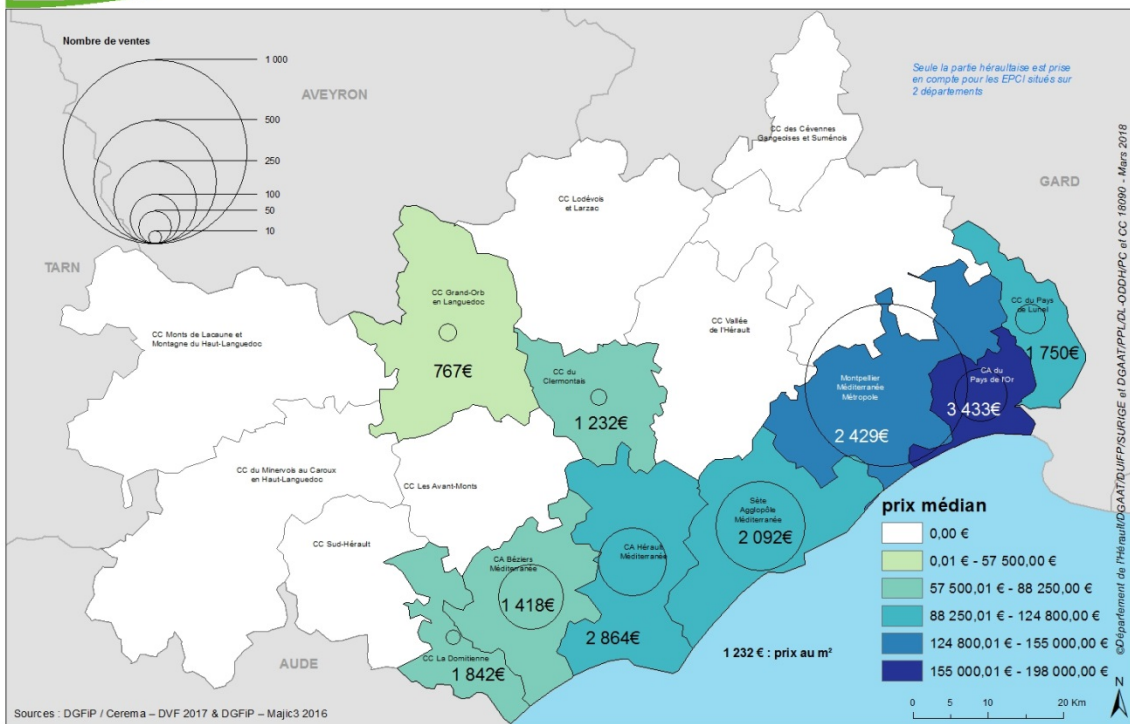 Nombre de ventes
1 000
500
250
100
50
10
AVEYRON
Seule la partie héraultaise est prise
en compte pour les EPCI situés sur
2 départements
CC des Cévennes
Gangeoises et Suménois
GARD
CC Lodévois
et Larzac
TARN
CC Grand-Orb
en Languedoc
767€
CC Monts de Lacaune et
Montagne du Haut-Languedoc
CC Vallée
de l'Hérault
CC du Pays
de Lunel
1 750€
CC du
Clermontais
1 232€
Montpellier
Méditerranée
Métropole
2 429€
CA du
Pays de l'Or
3 433€
CC du Minervois au Caroux
en Haut-Languedoc
CC Les Avant-Monts
CC Sud-Hérault
Sète
Agglopôle
Méditerranée
2 092€
CA Béziers
Méditerranée
1 418€
CA Hérault
Méditerranée
2 864€
CC La Domitienne
1 842€
AUDE
1 232 € : prix au m²
prix médian
0,00 €
0,01 € - 57 500,00 €
57 500,01 € - 88 250,00 €
88 250,01 € - 124 800,00 €
124 800,01 € - 155 000,00 €
155 000,01 € - 198 000,00 €
0 5 10 20 Km
N
Sources : DGFiP / Cerema – DVF 2017 & DGFiP – Majic3 2016
©Département de l'Hérault/DGAAT/DUIFP/SURIGE et DGAAT/PPL/DL-ODDH/PC et CC 18090 - Mars 2018